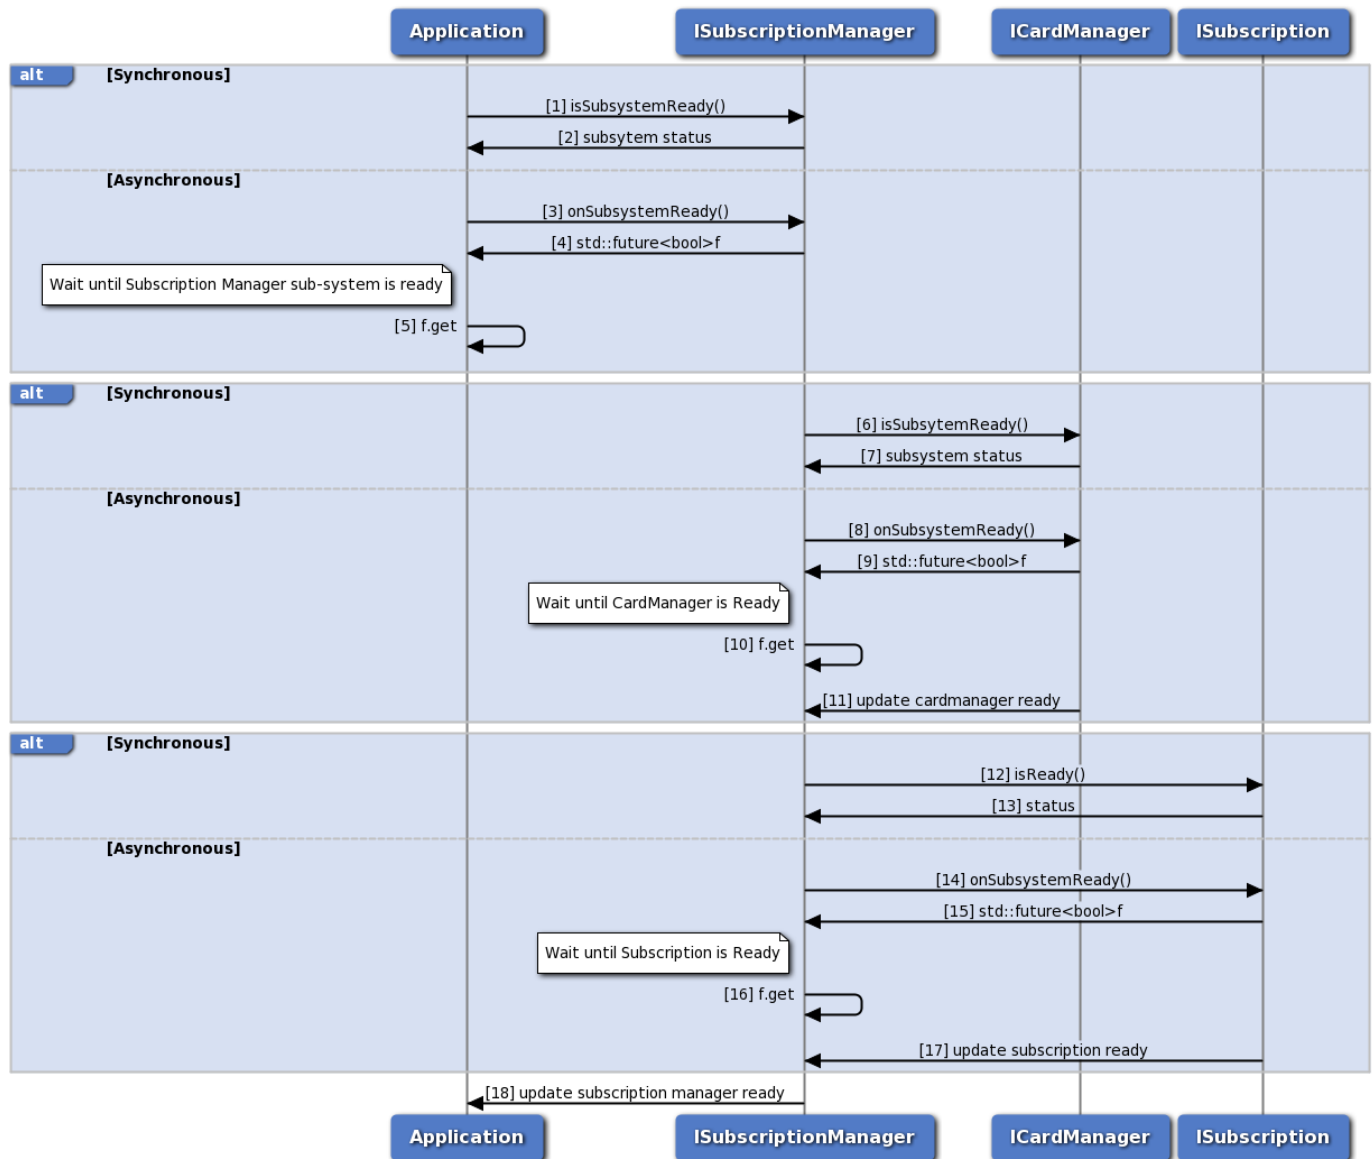 Application ISubscriptionManager ICardManager ISubscription
alt [Synchronous]
[1] isSubsystemReady()
[2] subsytem status
[Asynchronous]
[3] onSubsystemReady()
[4] std::future<bool>f
Wait until Subscription Manager sub-system is ready
[5] f.get
alt [Synchronous]
[6] isSubsytemReady()
[7] subsystem status
[Asynchronous]
[8] onSubsystemReady()
[9] std::future<bool>f
Wait until CardManager is Ready
[10] f.get
[11] update cardmanager ready
alt [Synchronous]
[12] isReady()
[13] status
[Asynchronous]
[14] onSubsystemReady()
[15] std::future<bool>f
Wait until Subscription is Ready
[16] f.get
[17] update subscription ready
[18] update subscription manager ready
Application ISubscriptionManager ICardManager ISubscription